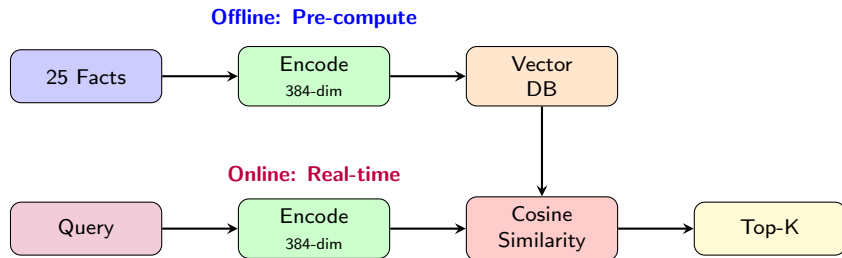 Offline: Pre-compute
25 Facts
Encode
384-dim
Vector
DB
Online: Real-time
Query
Encode
384-dim
Cosine
Similarity
Top-K